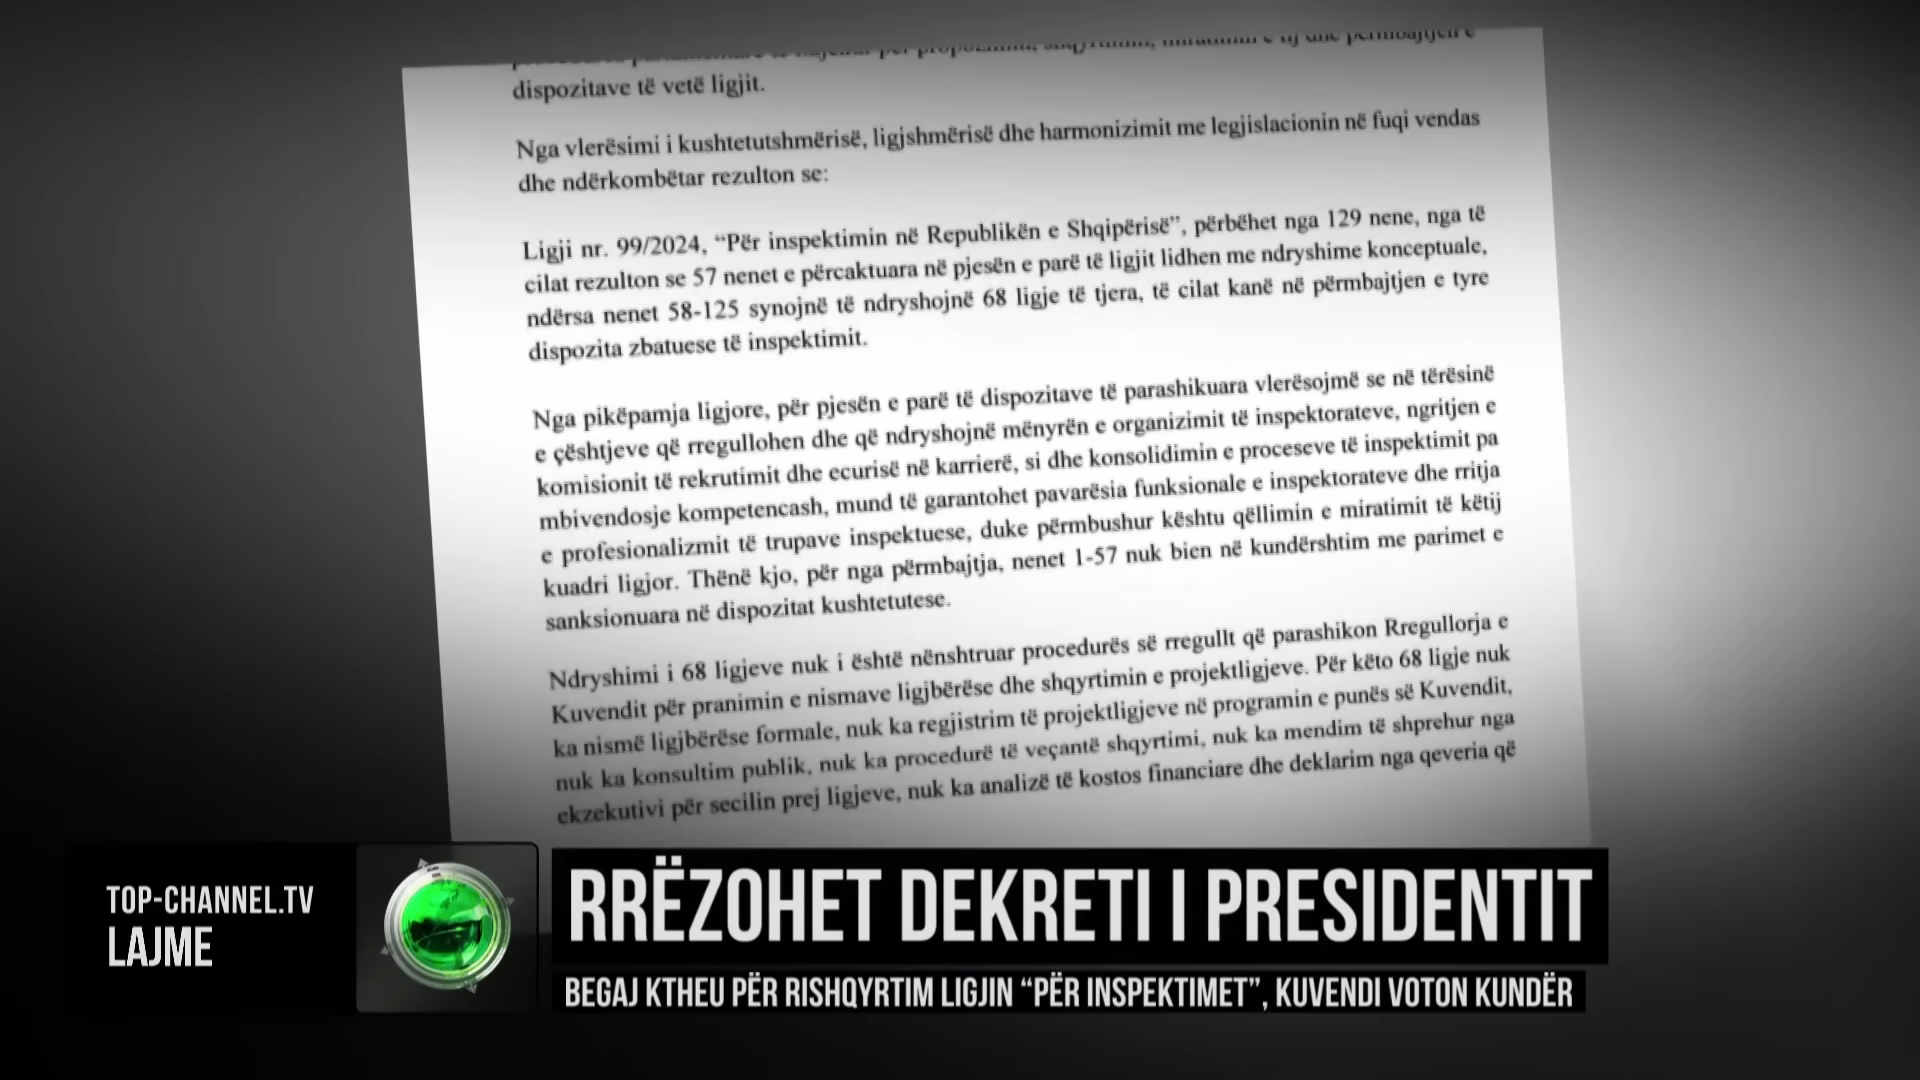 dispozitave të vetë ligjit.
Nga vlerësimi i kushtetutshmërisë, ligjshmërisë dhe harmonizimit me legjislacionin në fuqi vendas
dhe ndërkombëtar rezulton se:
Ligji nr. 99/2024, “Për inspektimin në Republikën e Shqipërisë”, përbëhet nga 129 nene, nga të
cilat rezulton se 57 nenet e përcaktuara në pjesën e parë të ligjit lidhen me ndryshime konceptuale,
ndërsa nenet 58-125 synojnë të ndryshojnë 68 ligje të tjera, të cilat kanë në përmbajtjen e tyre
dispozita zbatuese të inspektimit.
Nga pikëpamja ligjore, për pjesën e parë të dispozitave të parashikuara vlerësojmë se në tërësinë
e çështjeve që rregullohen dhe që ndryshojnë mënyrën e organizimit të inspektorateve, ngritjen e
komisionit të rekrutimit dhe ecurisë në karrierë, si dhe konsolidimin e proceseve të inspektimit pa
mbivendosje kompetencash, mund të garantohet pavarësia funksionale e inspektorateve dhe rritja
e profesionalizmit të trupave inspektuese, duke përmbushur kështu qëllimin e miratimit të këtij
kuadri ligjor. Thënë kjo, për nga përmbajtja, nenet 1-57 nuk bien në kundërshtim me parimet e
sanksionuara në dispozitat kushtetutese.
Ndryshimi i 68 ligjeve nuk i është nënshtruar procedurës së rregullt që parashikon Rregullorja e
Kuvendit për pranimin e nismave ligjbërëse dhe shqyrtimin e projektligjeve. Për këto 68 ligje nuk
ka nismë ligjbërëse formale, nuk ka regjistrim të projektligjeve në programin e punës së Kuvendit,
nuk ka konsultim publik, nuk ka procedurë të veçantë shqyrtimi, nuk ka mendim të shprehur nga
ekzekutivi për secilin prej ligjeve, nuk ka analizë të kostos financiare dhe deklarim nga qeveria që
TOP-CHANNEL.TV
LAJME
RRËZOHET DEKRETI I PRESIDENTIT
BEGAJ KTHEU PËR RISHQYRTIM LIGJIN “PËR INSPEKTIMET”, KUVENDI VOTON KUNDËR